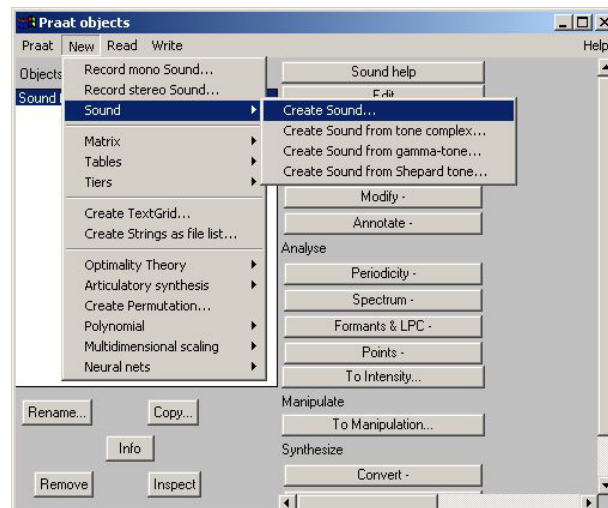 Praat objects
Praat New Read Write Help
Objects
Sound
Record mono Sound...
Record stereo Sound...
Sound
Matrix
Tables
Tiers
Create TextGrid...
Create Strings as file list...
Optimality Theory
Articulatory synthesis
Create Permutation...
Polynomial
Multidimensional scaling
Neural nets
Create Sound...
Create Sound from tone complex...
Create Sound from gamma-tone...
Create Sound from Shepard tone...
Sound help
Edit
Modify -
Annotate -
Analyse
Periodicity -
Spectrum -
Formants & LPC -
Points -
To Intensity...
Manipulate
To Manipulation...
Synthesize
Convert -
Rename... Copy...
Info
Remove Inspect